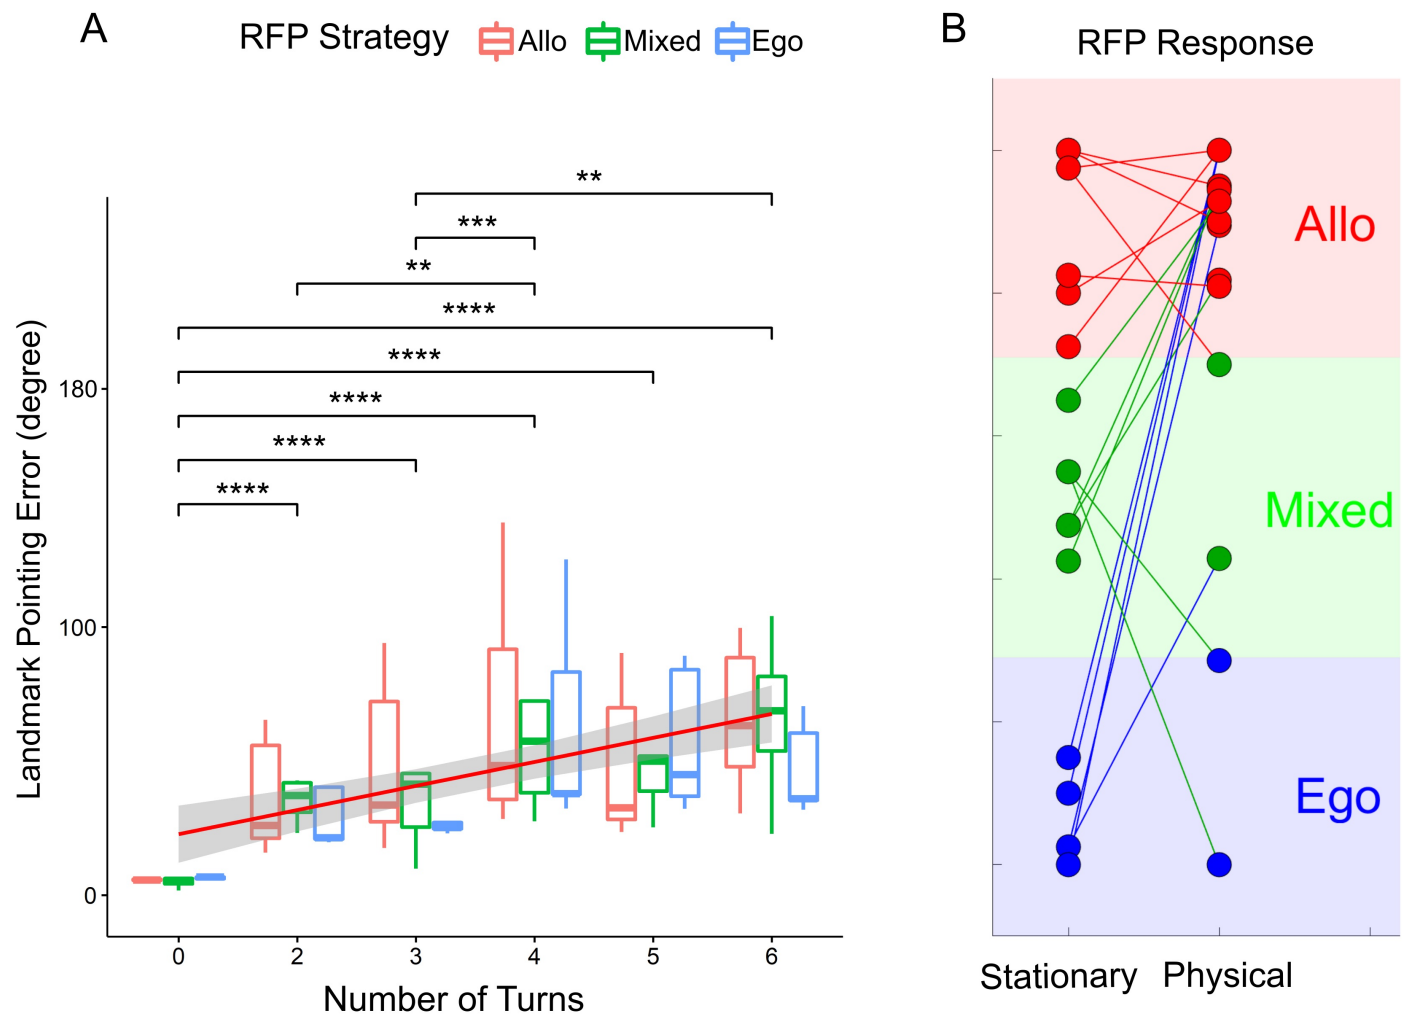 A
RFP Strategy Allo Mixed Ego
**
***
**
****
****
****
****
****
Landmark Pointing Error (degree)
180
100
0
0 2 3 4 5 6
Number of Turns
B
RFP Response
Allo
Mixed
Ego
Stationary Physical